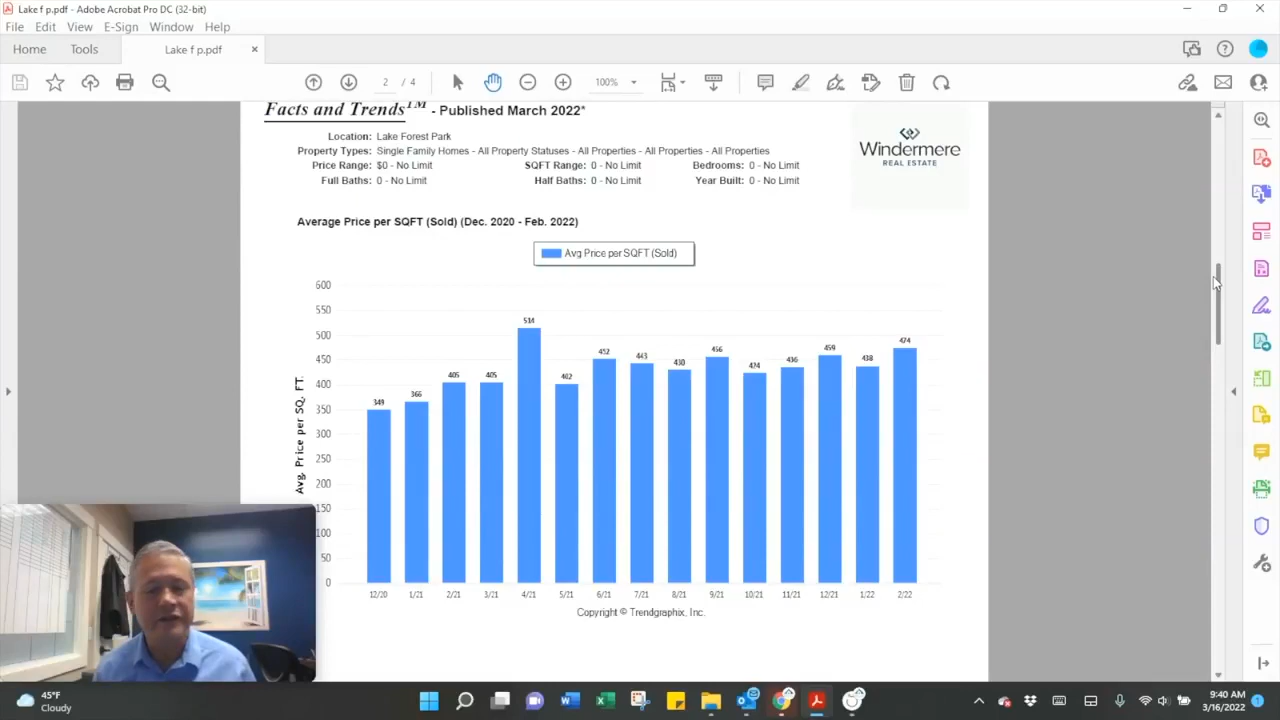 Lake f p.pdf - Adobe Acrobat Pro DC (32-bit)
File Edit View E-Sign Window Help
Home Tools Lake f p.pdf ×
2 / 4 100%
Facts and Trends™ - Published March 2022*
Location: Lake Forest Park
Property Types: Single Family Homes - All Property Statuses - All Properties - All Properties - All Properties
Price Range: $0 - No Limit SQFT Range: 0 - No Limit Bedrooms: 0 - No Limit
Full Baths: 0 - No Limit Half Baths: 0 - No Limit Year Built: 0 - No Limit
Windermere
REAL ESTATE
Average Price per SQFT (Sold) (Dec. 2020 - Feb. 2022)
Avg Price per SQFT (Sold)
Avg. Price per SQ. FT.
600
550
500
450
400
350
300
250
200
150
100
50
0
349 366 405 405 514 402 452 443 430 456 424 436 459 438 474
12/20 1/21 2/21 3/21 4/21 5/21 6/21 7/21 8/21 9/21 10/21 11/21 12/21 1/22 2/22
Copyright © Trendgraphix, Inc.
45°F
Cloudy
9:40 AM
3/16/2022